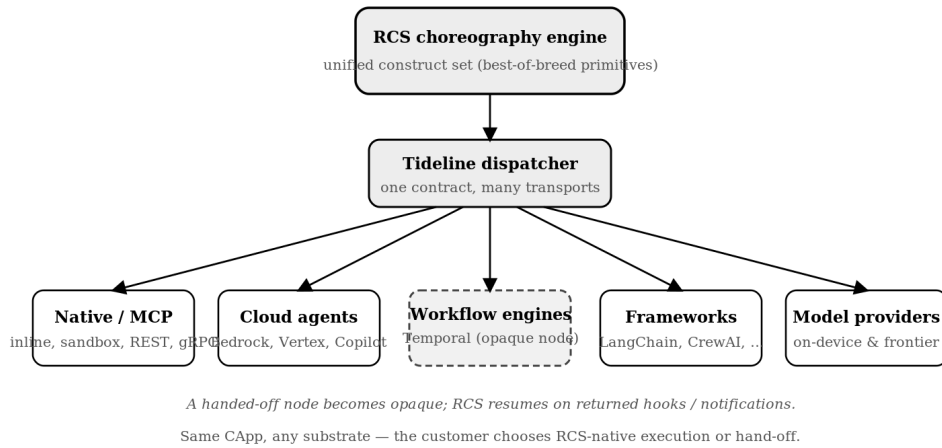 RCS choreography engine
unified construct set (best-of-breed primitives)
Tideline dispatcher
one contract, many transports
Native / MCP
inline, sandbox, REST, gRPC
Cloud agents
Bedrock, Vertex, Copilot
Workflow engines
Temporal (opaque node)
Frameworks
LangChain, CrewAI, ...
Model providers
on-device & frontier
A handed-off node becomes opaque; RCS resumes on returned hooks / notifications.
Same CApp, any substrate — the customer chooses RCS-native execution or hand-off.